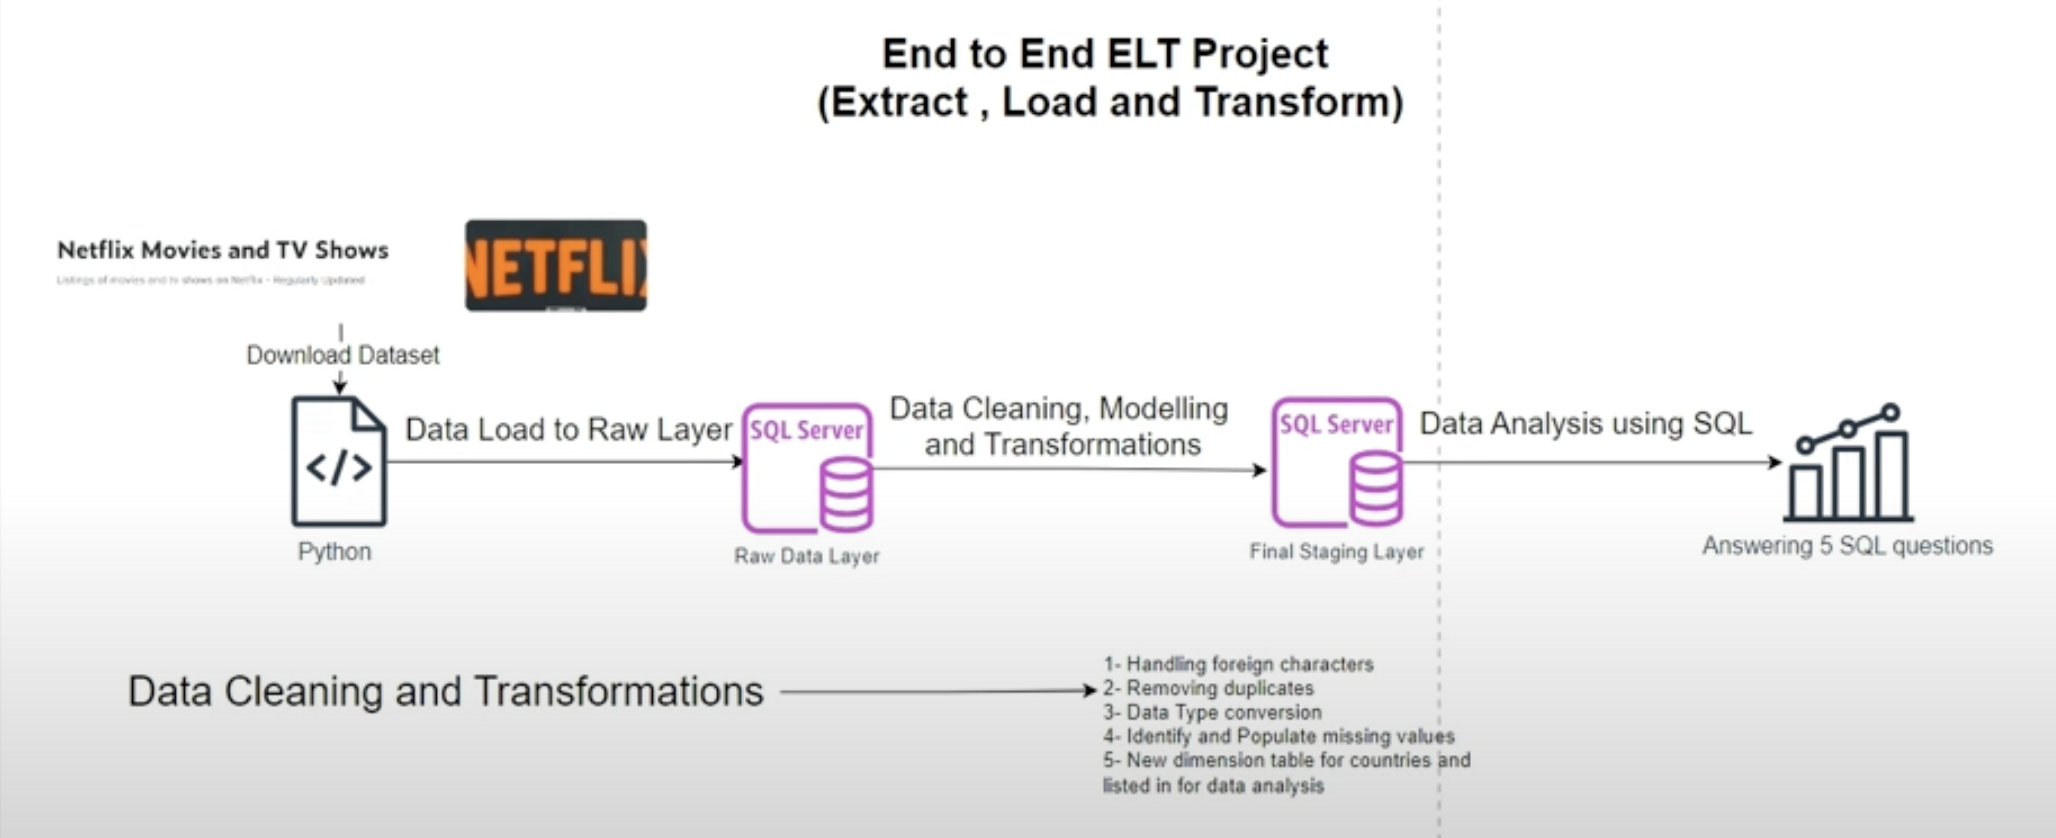 End to End ELT Project
(Extract , Load and Transform)
Netflix Movies and TV Shows
Listings of movies and tv shows on Netflix - Regularly Updated
NETFLIX
Download Dataset
</>
Python
Data Load to Raw Layer
SQL Server
Raw Data Layer
Data Cleaning, Modelling
and Transformations
SQL Server
Final Staging Layer
Data Analysis using SQL
Answering 5 SQL questions
Data Cleaning and Transformations
1- Handling foreign characters
2- Removing duplicates
3- Data Type conversion
4- Identify and Populate missing values
5- New dimension table for countries and
listed in for data analysis